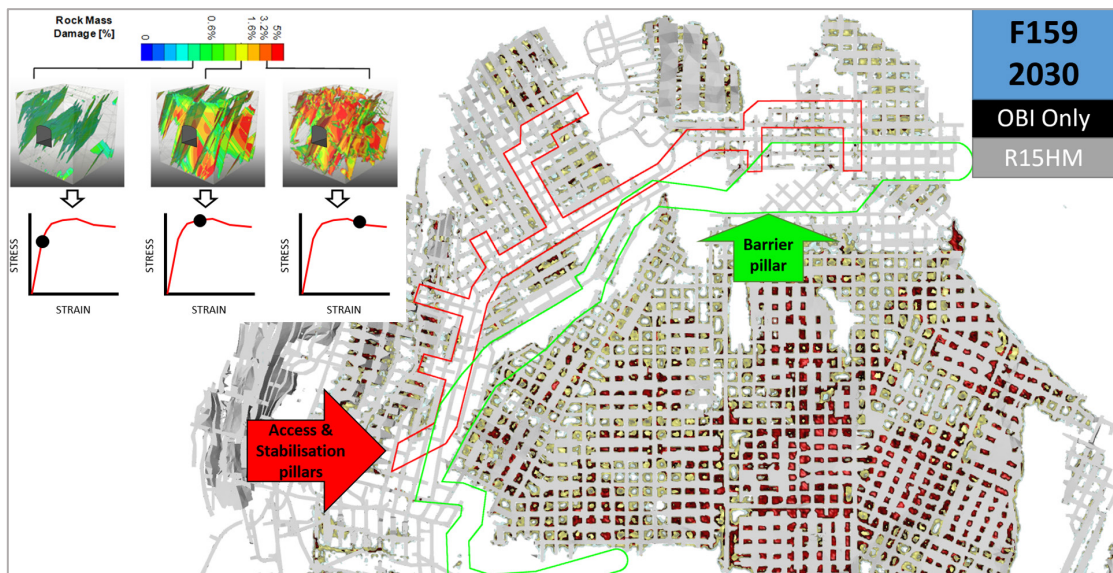 Rock Mass
Damage [%]
0
0.6%
1.6%
3.2%
5%
STRESS
STRAIN
STRESS
STRAIN
STRESS
STRAIN
F159
2030
OBI Only
R15HM
Barrier
pillar
Access &
Stabilisation
pillars